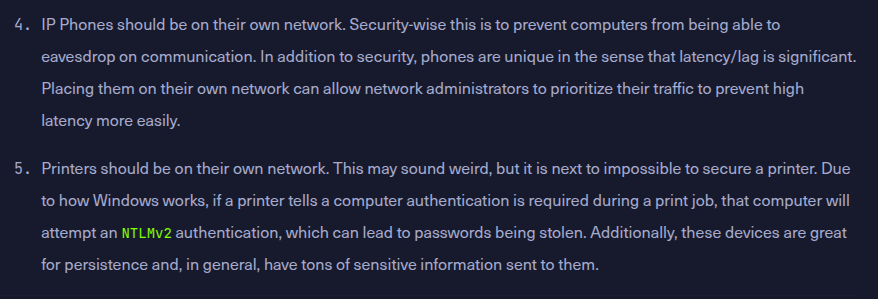 4. IP Phones should be on their own network. Security-wise this is to prevent computers from being able to
eavesdrop on communication. In addition to security, phones are unique in the sense that latency/lag is significant.
Placing them on their own network can allow network administrators to prioritize their traffic to prevent high
latency more easily.
5. Printers should be on their own network. This may sound weird, but it is next to impossible to secure a printer. Due
to how Windows works, if a printer tells a computer authentication is required during a print job, that computer will
attempt an NTLMv2 authentication, which can lead to passwords being stolen. Additionally, these devices are great
for persistence and, in general, have tons of sensitive information sent to them.